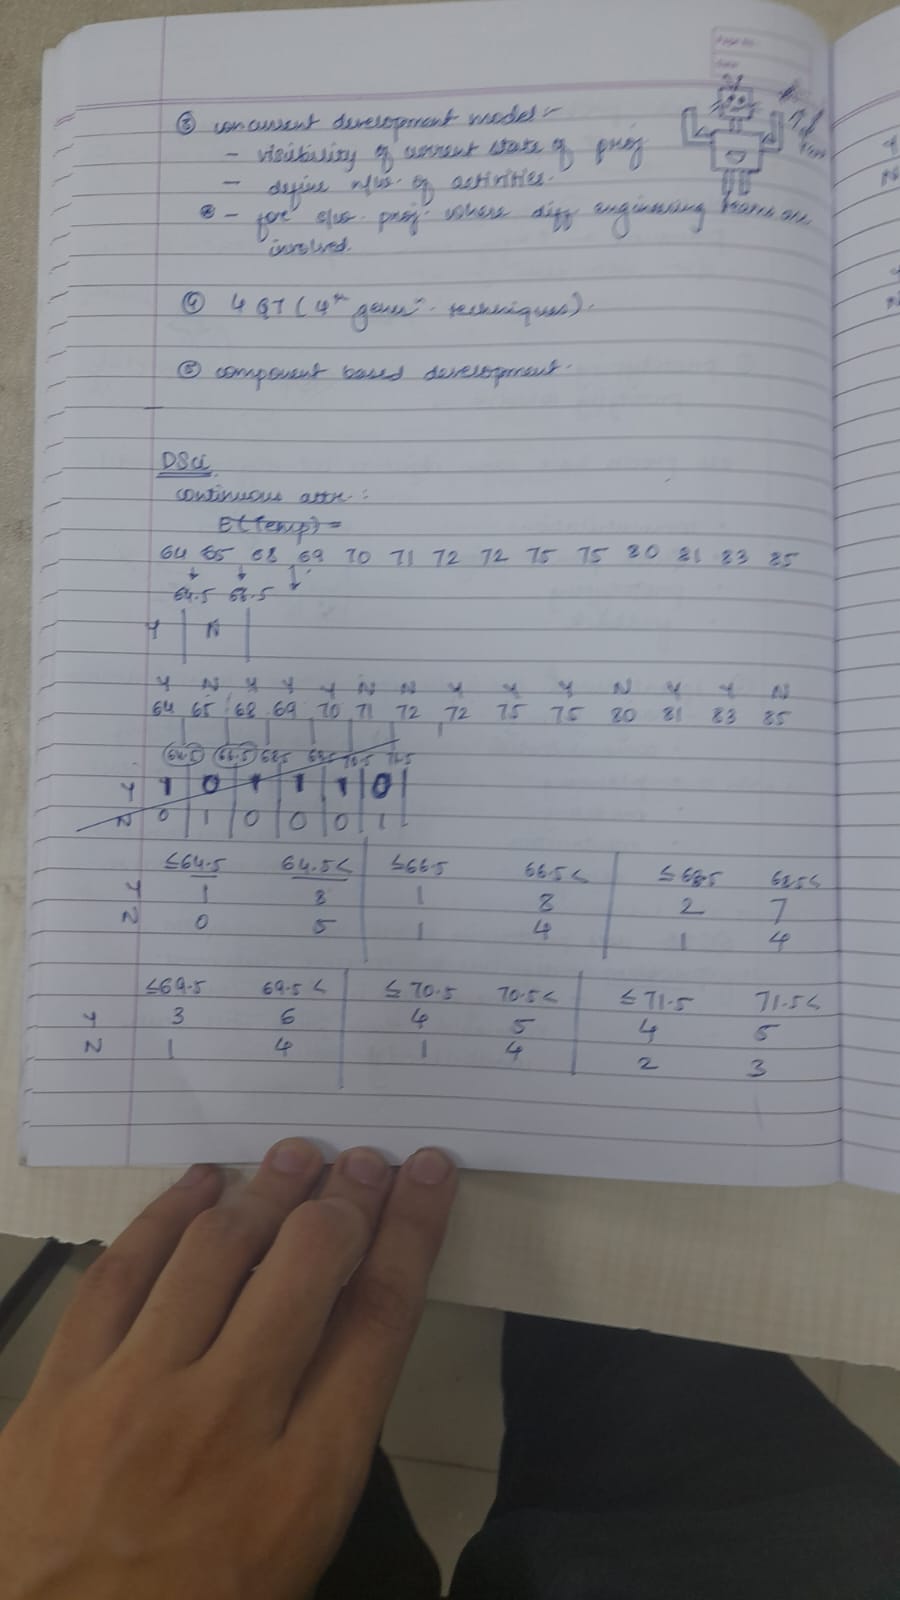 ③ concurrent development model :-
- visibility of current state of proj
- define n/w. of activities.
- for s/w. proj. where diff engineering teams are
involved.
④ 4GT (4th genern. techniques).
⑤ component based development.
DSci
continuous attr. :
E(Temp) =
64 65 68 69 70 71 72 72 75 75 80 81 83 85
64.5 66.5
Y N
Y N Y Y Y N N Y Y Y N Y Y N
64 65 68 69 70 71 72 72 75 75 80 81 83 85
64.5 66.5 68.5 69.5 70.5 71.5
Y 1 0 1 1 1 0
N 0 1 0 0 0 1
≤64.5 64.5< ≤66.5 66.5< ≤68.5 68.5<
Y 1 8 1 8 2 7
N 0 5 1 4 1 4
≤69.5 69.5< ≤70.5 70.5< ≤71.5 71.5<
Y 3 6 4 5 4 5
N 1 4 1 4 2 3